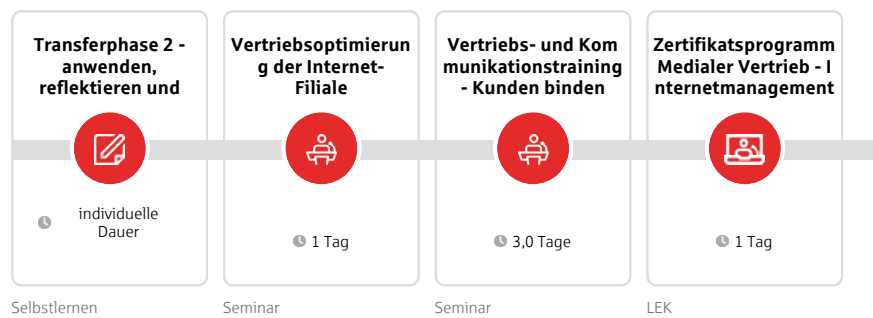 Transferphase 2 -
anwenden,
reflektieren und
individuelle
Dauer
Selbstlernen
Vertriebsoptimierun
g der Internet-
Filiale
1 Tag
Seminar
Vertriebs- und Kom
munikationstraining
- Kunden binden
3,0 Tage
Seminar
Zertifikatsprogramm
Medialer Vertrieb - I
nternetmanagement
1 Tag
LEK